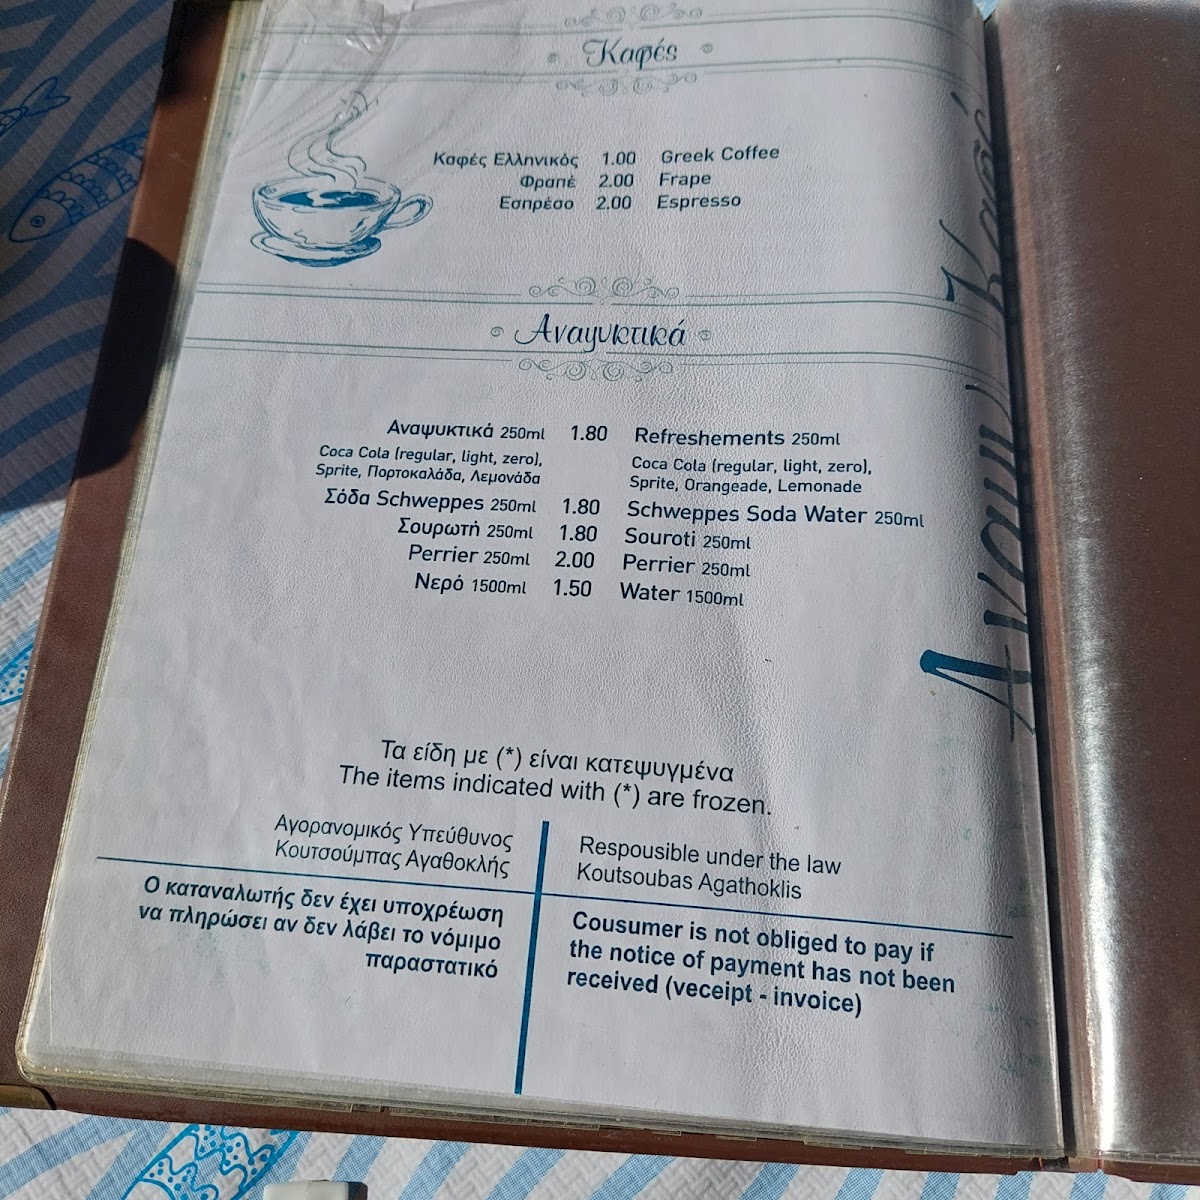 Καφές
Καφές Ελληνικός 1.00 Greek Coffee
Φραπέ 2.00 Frape
Εσπρέσο 2.00 Espresso
Αναψυκτικά
Αναψυκτικά 250ml 1.80 Refreshements 250ml
Coca Cola (regular, light, zero), Coca Cola (regular, light, zero),
Sprite, Πορτοκαλάδα, Λεμονάδα Sprite, Orangeade, Lemonade
Σόδα Schweppes 250ml 1.80 Schweppes Soda Water 250ml
Σουρωτή 250ml 1.80 Souroti 250ml
Perrier 250ml 2.00 Perrier 250ml
Νερό 1500ml 1.50 Water 1500ml
Τα είδη με (*) είναι κατεψυγμένα
The items indicated with (*) are frozen.
Αγορανομικός Υπεύθυνος
Κουτσούμπας Αγαθοκλής
Respousible under the law
Koutsoubas Agathoklis
Ο καταναλωτής δεν έχει υποχρέωση
να πληρώσει αν δεν λάβει το νόμιμο
παραστατικό
Cousumer is not obliged to pay if
the notice of payment has not been
received (veceipt - invoice)